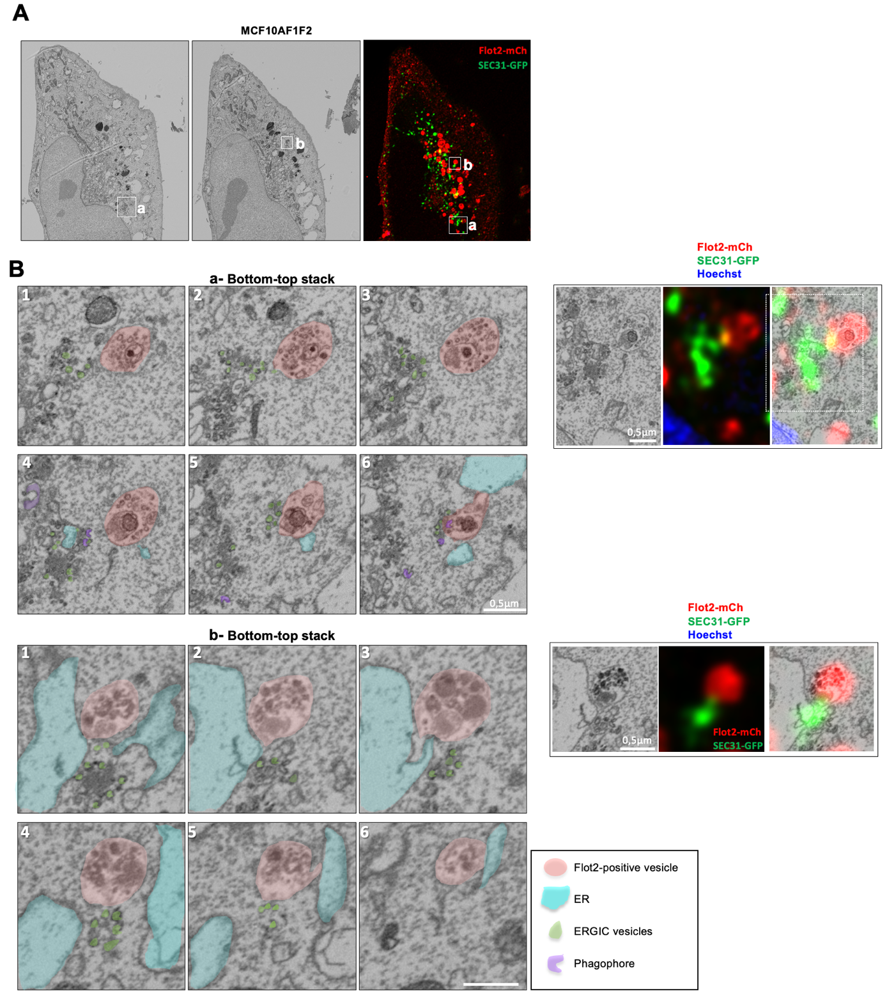 A
MCF10AF1F2
Flot2-mCh
SEC31-GFP
b
b
a
a
Flot2-mCh
SEC31-GFP
Hoechst
B
a- Bottom-top stack
1
2
3
0,5µm
4
5
6
0,5µm
Flot2-mCh
SEC31-GFP
Hoechst
b- Bottom-top stack
1
2
3
Flot2-mCh
0,5µm
SEC31-GFP
4
5
6
Flot2-positive vesicle
ER
ERGIC vesicles
Phagophore